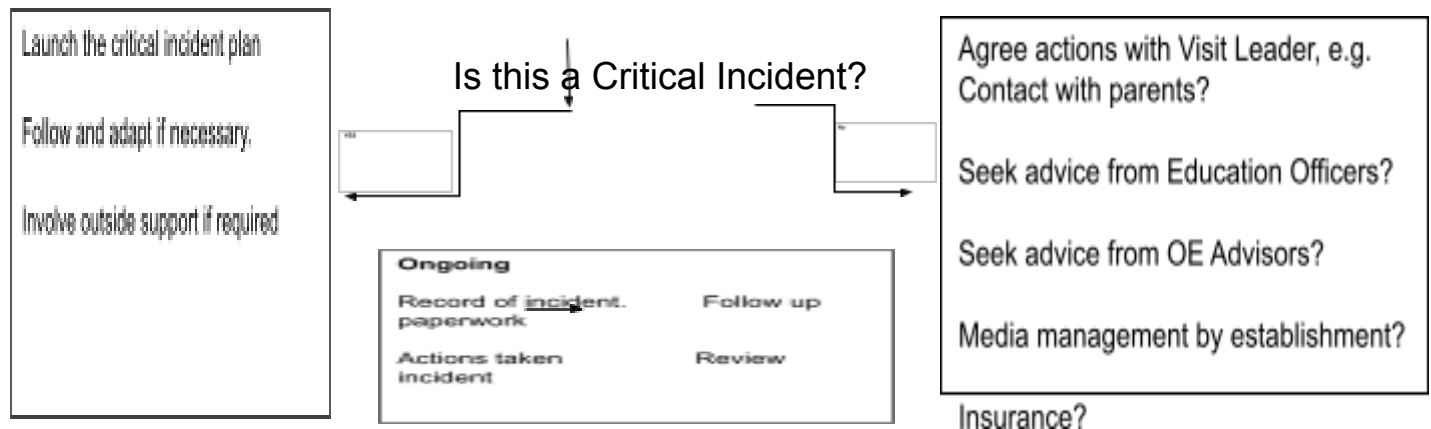 Launch the critical incident plan
Follow and adapt if necessary.
Involve outside support if required
Is this a Critical Incident?
YES
No
Agree actions with Visit Leader, e.g.
Contact with parents?
Seek advice from Education Officers?
Seek advice from OE Advisors?
Media management by establishment?
Insurance?
Ongoing
Record of incident. Follow up
paperwork
Actions taken Review
incident